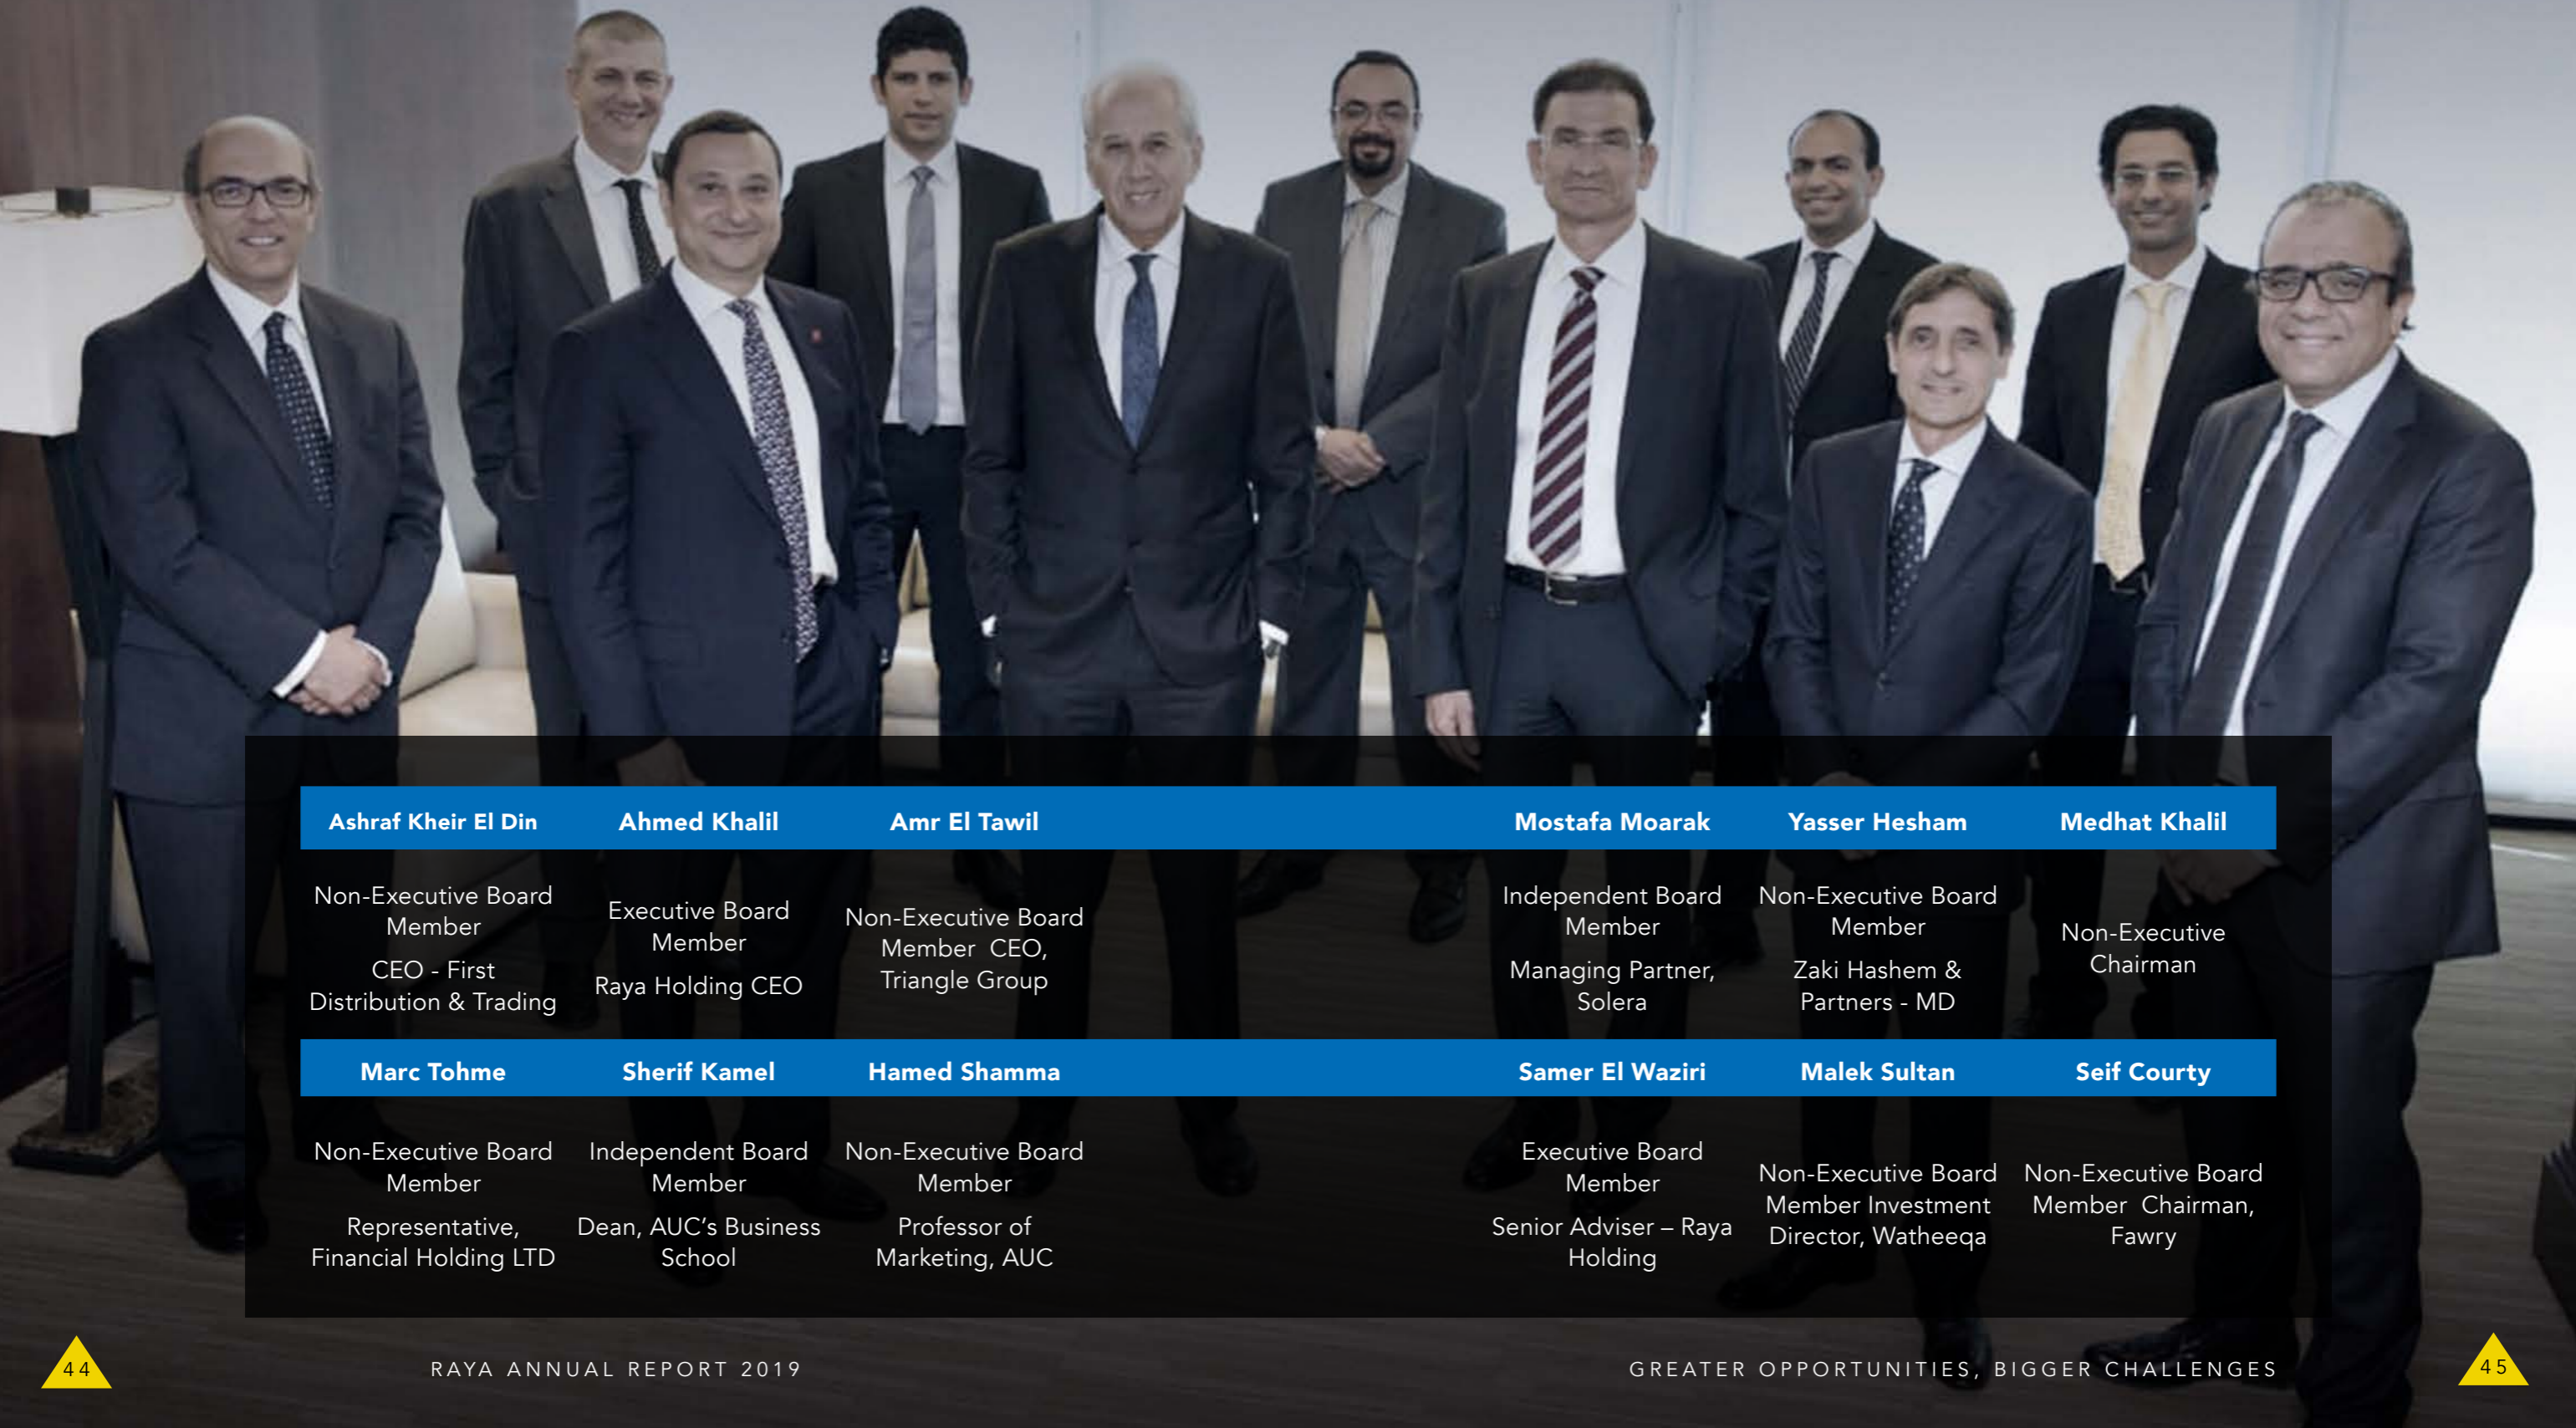 Ashraf Kheir El Din
Ahmed Khalil
Amr El Tawil
Mostafa Moarak
Yasser Hesham
Medhat Khalil
Non-Executive Board
Member
CEO - First
Distribution & Trading
Executive Board
Member
Raya Holding CEO
Non-Executive Board
Member CEO,
Triangle Group
Independent Board
Member
Managing Partner,
Solera
Non-Executive Board
Member
Zaki Hashem &
Partners - MD
Non-Executive
Chairman
Marc Tohme
Sherif Kamel
Hamed Shamma
Samer El Waziri
Malek Sultan
Seif Courty
Non-Executive Board
Member
Representative,
Financial Holding LTD
Independent Board
Member
Dean, AUC’s Business
School
Non-Executive Board
Member
Professor of
Marketing, AUC
Executive Board
Member
Senior Adviser – Raya
Holding
Non-Executive Board
Member Investment
Director, Watheeqa
Non-Executive Board
Member Chairman,
Fawry
44
RAYA ANNUAL REPORT 2019
GREATER OPPORTUNITIES, BIGGER CHALLENGES
45